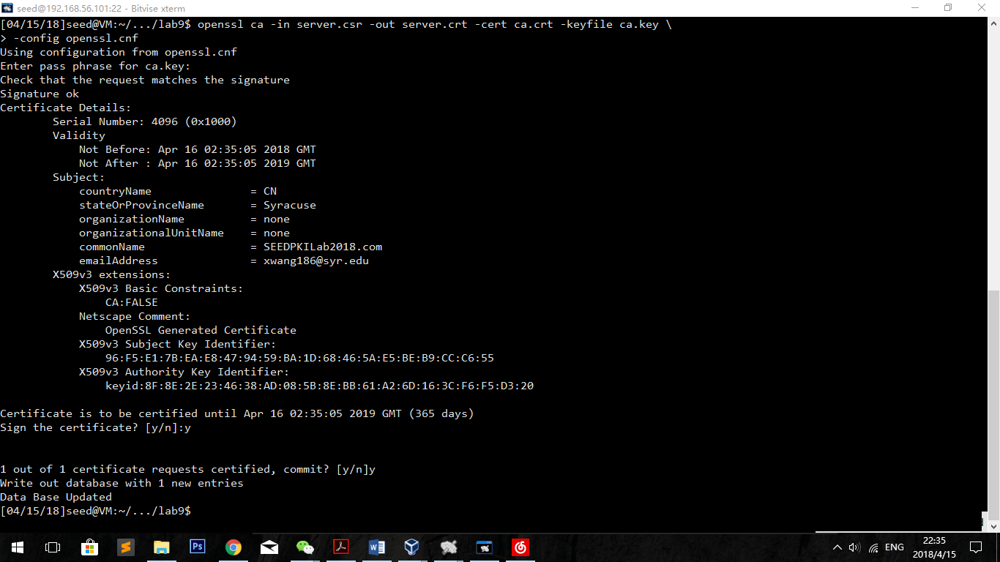 seed@192.168.56.101:22 - Bitvise xterm
[04/15/18]seed@VM:~/.../lab9$ openssl ca -in server.csr -out server.crt -cert ca.crt -keyfile ca.key \
> -config openssl.cnf
Using configuration from openssl.cnf
Enter pass phrase for ca.key:
Check that the request matches the signature
Signature ok
Certificate Details:
        Serial Number: 4096 (0x1000)
        Validity
            Not Before: Apr 16 02:35:05 2018 GMT
            Not After : Apr 16 02:35:05 2019 GMT
        Subject:
            countryName               = CN
            stateOrProvinceName       = Syracuse
            organizationName          = none
            organizationalUnitName    = none
            commonName                = SEEDPKILab2018.com
            emailAddress              = xwang186@syr.edu
        X509v3 extensions:
            X509v3 Basic Constraints:
                CA:FALSE
            Netscape Comment:
                OpenSSL Generated Certificate
            X509v3 Subject Key Identifier:
                96:F5:E1:7B:EA:E8:47:94:59:BA:1D:68:46:5A:E5:BE:B9:CC:C6:55
            X509v3 Authority Key Identifier:
                keyid:8F:8E:2E:23:46:38:AD:08:5B:8E:BB:61:A2:6D:16:3C:F6:F5:D3:20
Certificate is to be certified until Apr 16 02:35:05 2019 GMT (365 days)
Sign the certificate? [y/n]:y
1 out of 1 certificate requests certified, commit? [y/n]y
Write out database with 1 new entries
Data Base Updated
[04/15/18]seed@VM:~/.../lab9$
Ps
ENG
22:35
2018/4/15